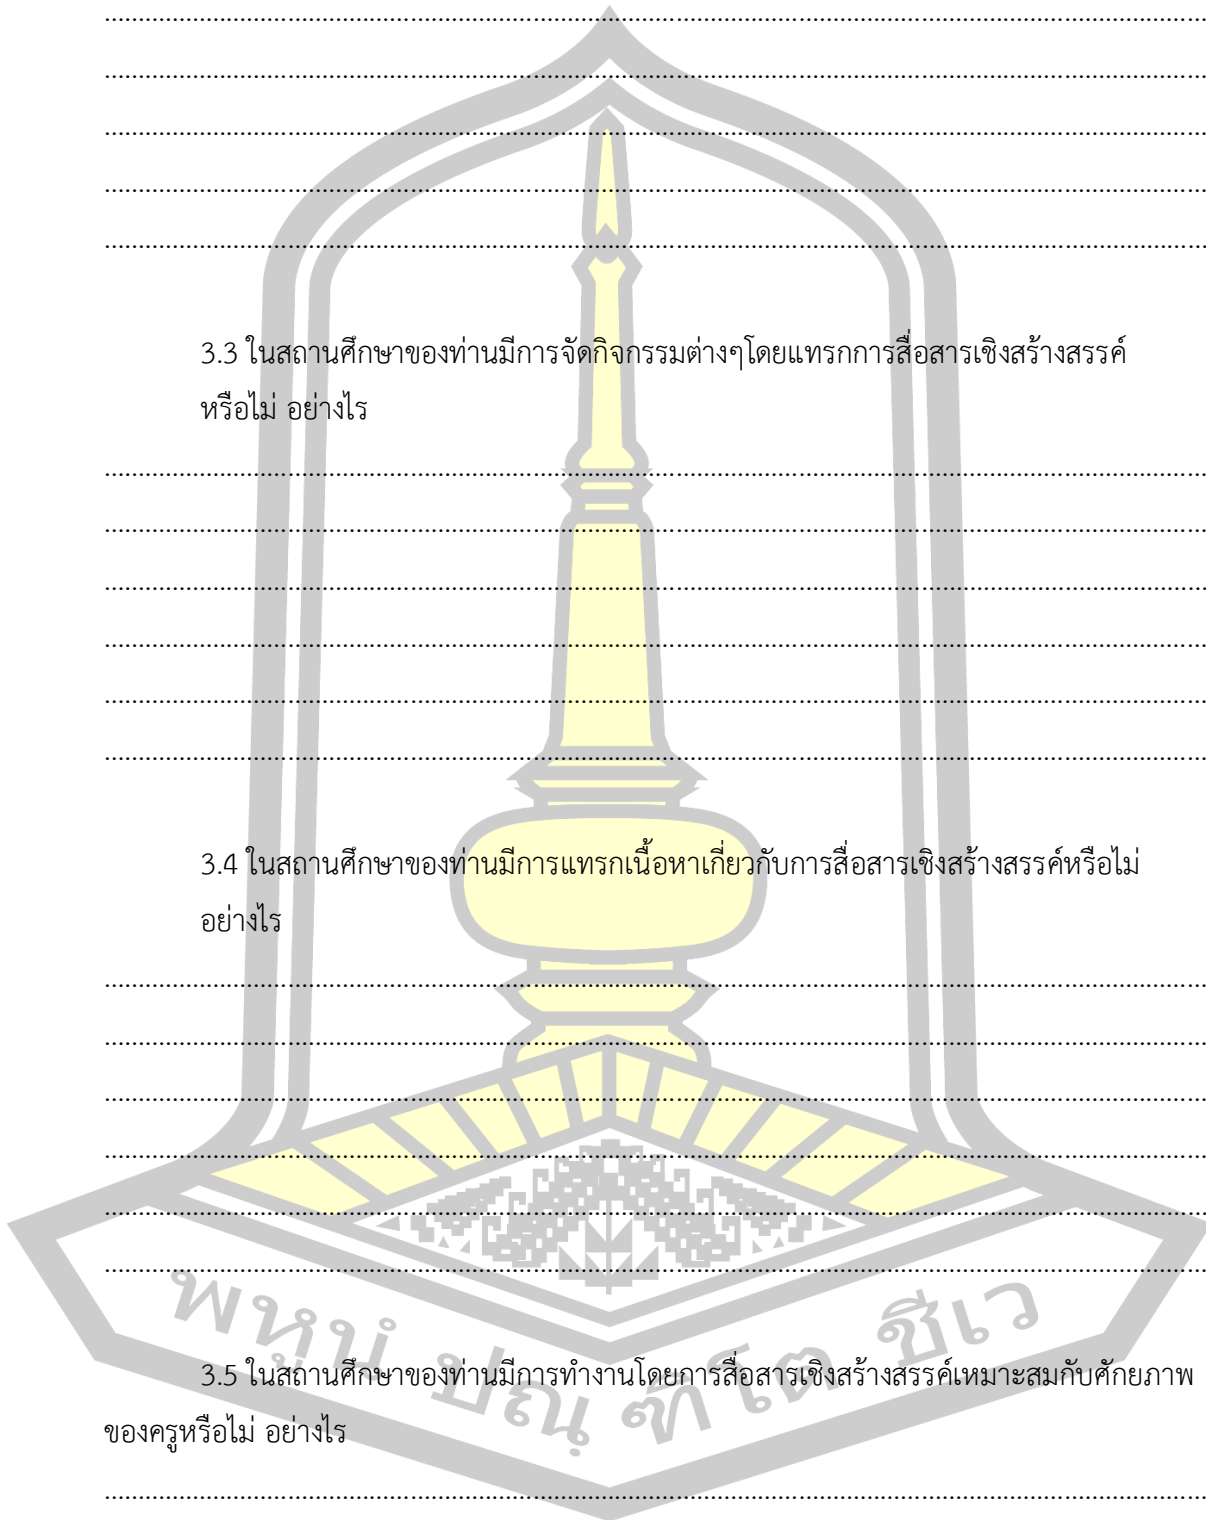 3.3 ในสถานศึกษาของท่านมีการจัดกิจกรรมต่างๆโดยแทรกการสื่อสารเชิงสร้างสรรค์
หรือไม่ อย่างไร
3.4 ในสถานศึกษาของท่านมีการแทรกเนื้อหาเกี่ยวกับการสื่อสารเชิงสร้างสรรค์หรือไม่
อย่างไร
พหูนํ ปณฺฑิโต ชีเว
3.5 ในสถานศึกษาของท่านมีการทำงานโดยการสื่อสารเชิงสร้างสรรค์เหมาะสมกับศักยภาพ
ของครูหรือไม่ อย่างไร